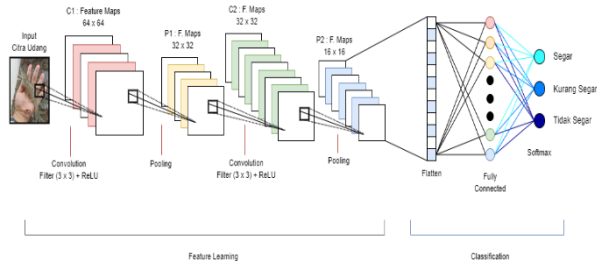 Input
Citra Udang
C1 : Feature Maps
64 x 64
P1 : F. Maps
32 x 32
C2 : F. Maps
32 x 32
P2 : F. Maps
16 x 16
Convolution
Filter (3 x 3) + ReLU
Pooling
Convolution
Filter (3 x 3) + ReLU
Pooling
Flatten
Fully
Connected
Softmax
Segar
Kurang Segar
Tidak Segar
Feature Learning
Classification